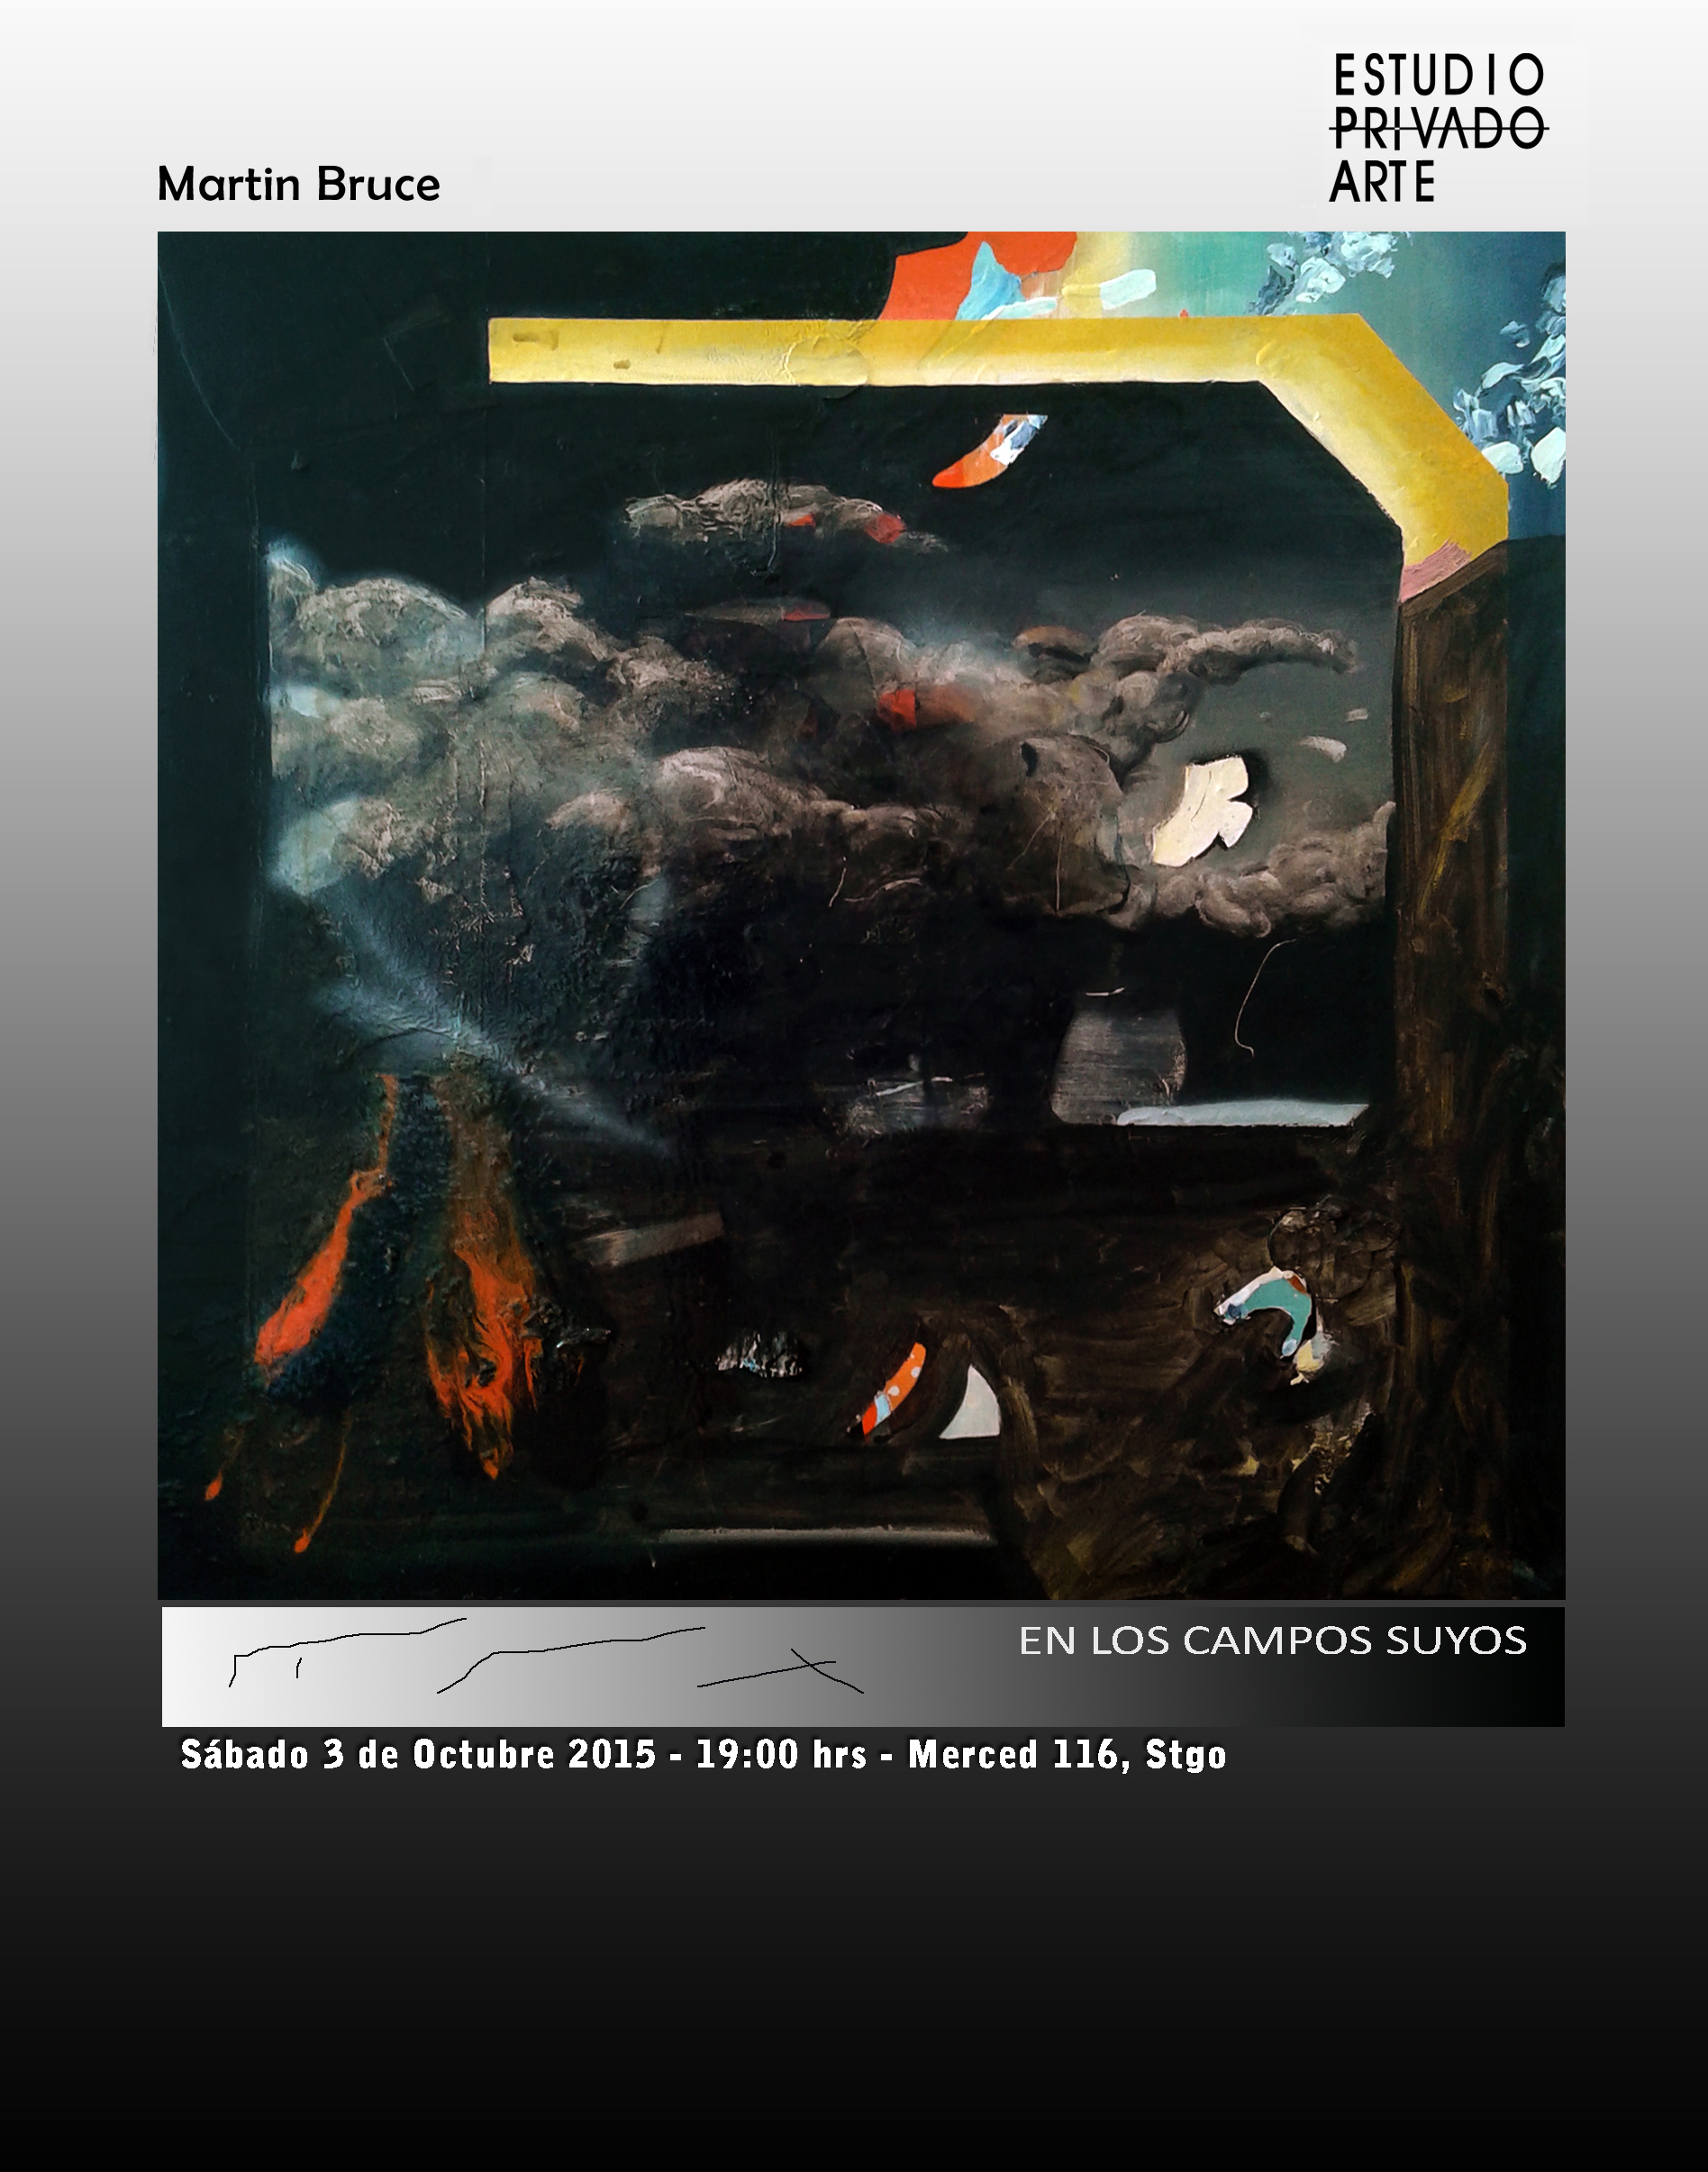 ESTUDIO
PRIVADO
ARTE
Martin Bruce
EN LOS CAMPOS SUYOS
Sábado 3 de Octubre 2015 - 19:00 hrs - Merced 116, Stgo